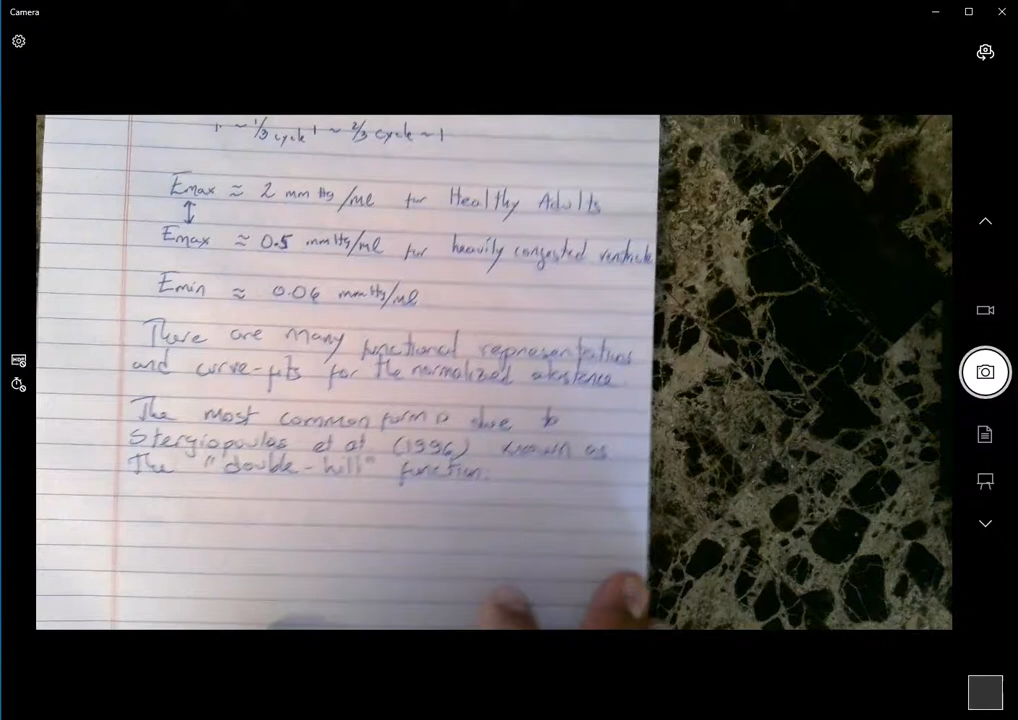 Camera
~ 1/3 cycle ~ 2/3 cycle ~ 1
Emax ≈ 2 mmHg/ml for Healthy Adults
↕
Emax ≈ 0.5 mmHg/ml for heavily congested ventricle
Emin ≈ 0.06 mmHg/ml
There are many functional representations
and curve-fits for the normalized elastence.
The most common form is due to
Stergiopoulos et al (1996) known as
The "double-hill" function.